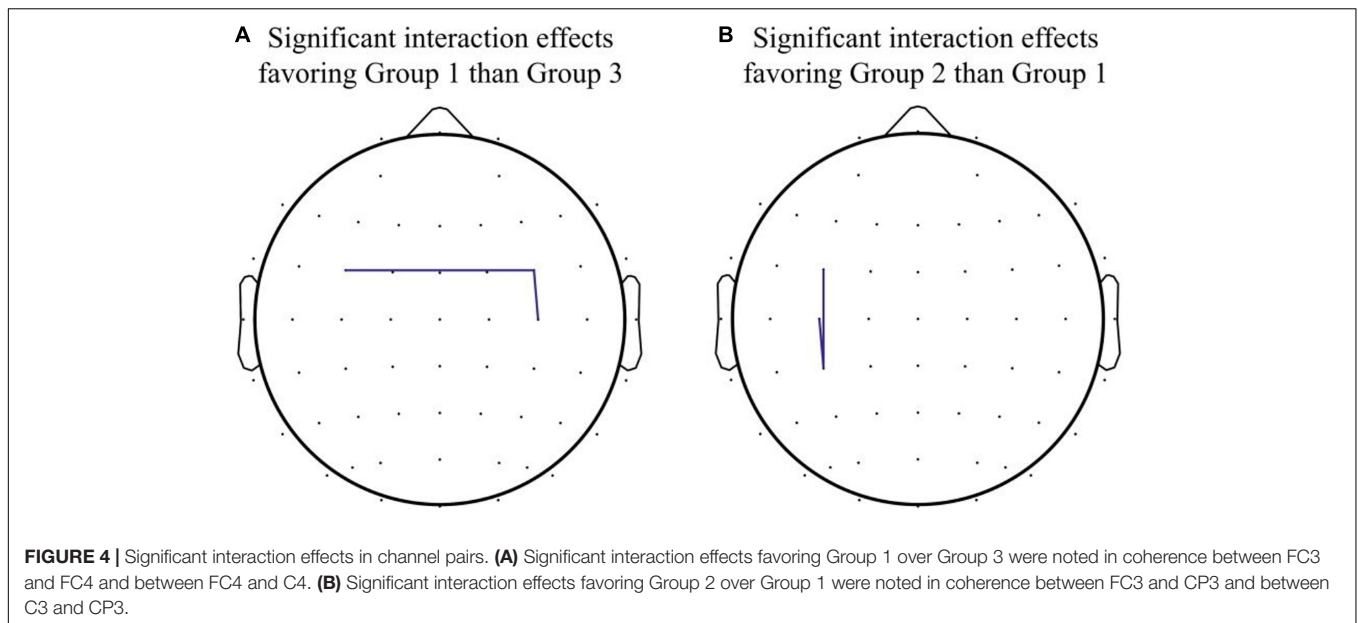 A Significant interaction effects
favoring Group 1 than Group 3
B Significant interaction effects
favoring Group 2 than Group 1
FIGURE 4 | Significant interaction effects in channel pairs. (A) Significant interaction effects favoring Group 1 over Group 3 were noted in coherence between FC3
and FC4 and between FC4 and C4. (B) Significant interaction effects favoring Group 2 over Group 1 were noted in coherence between FC3 and CP3 and between
C3 and CP3.